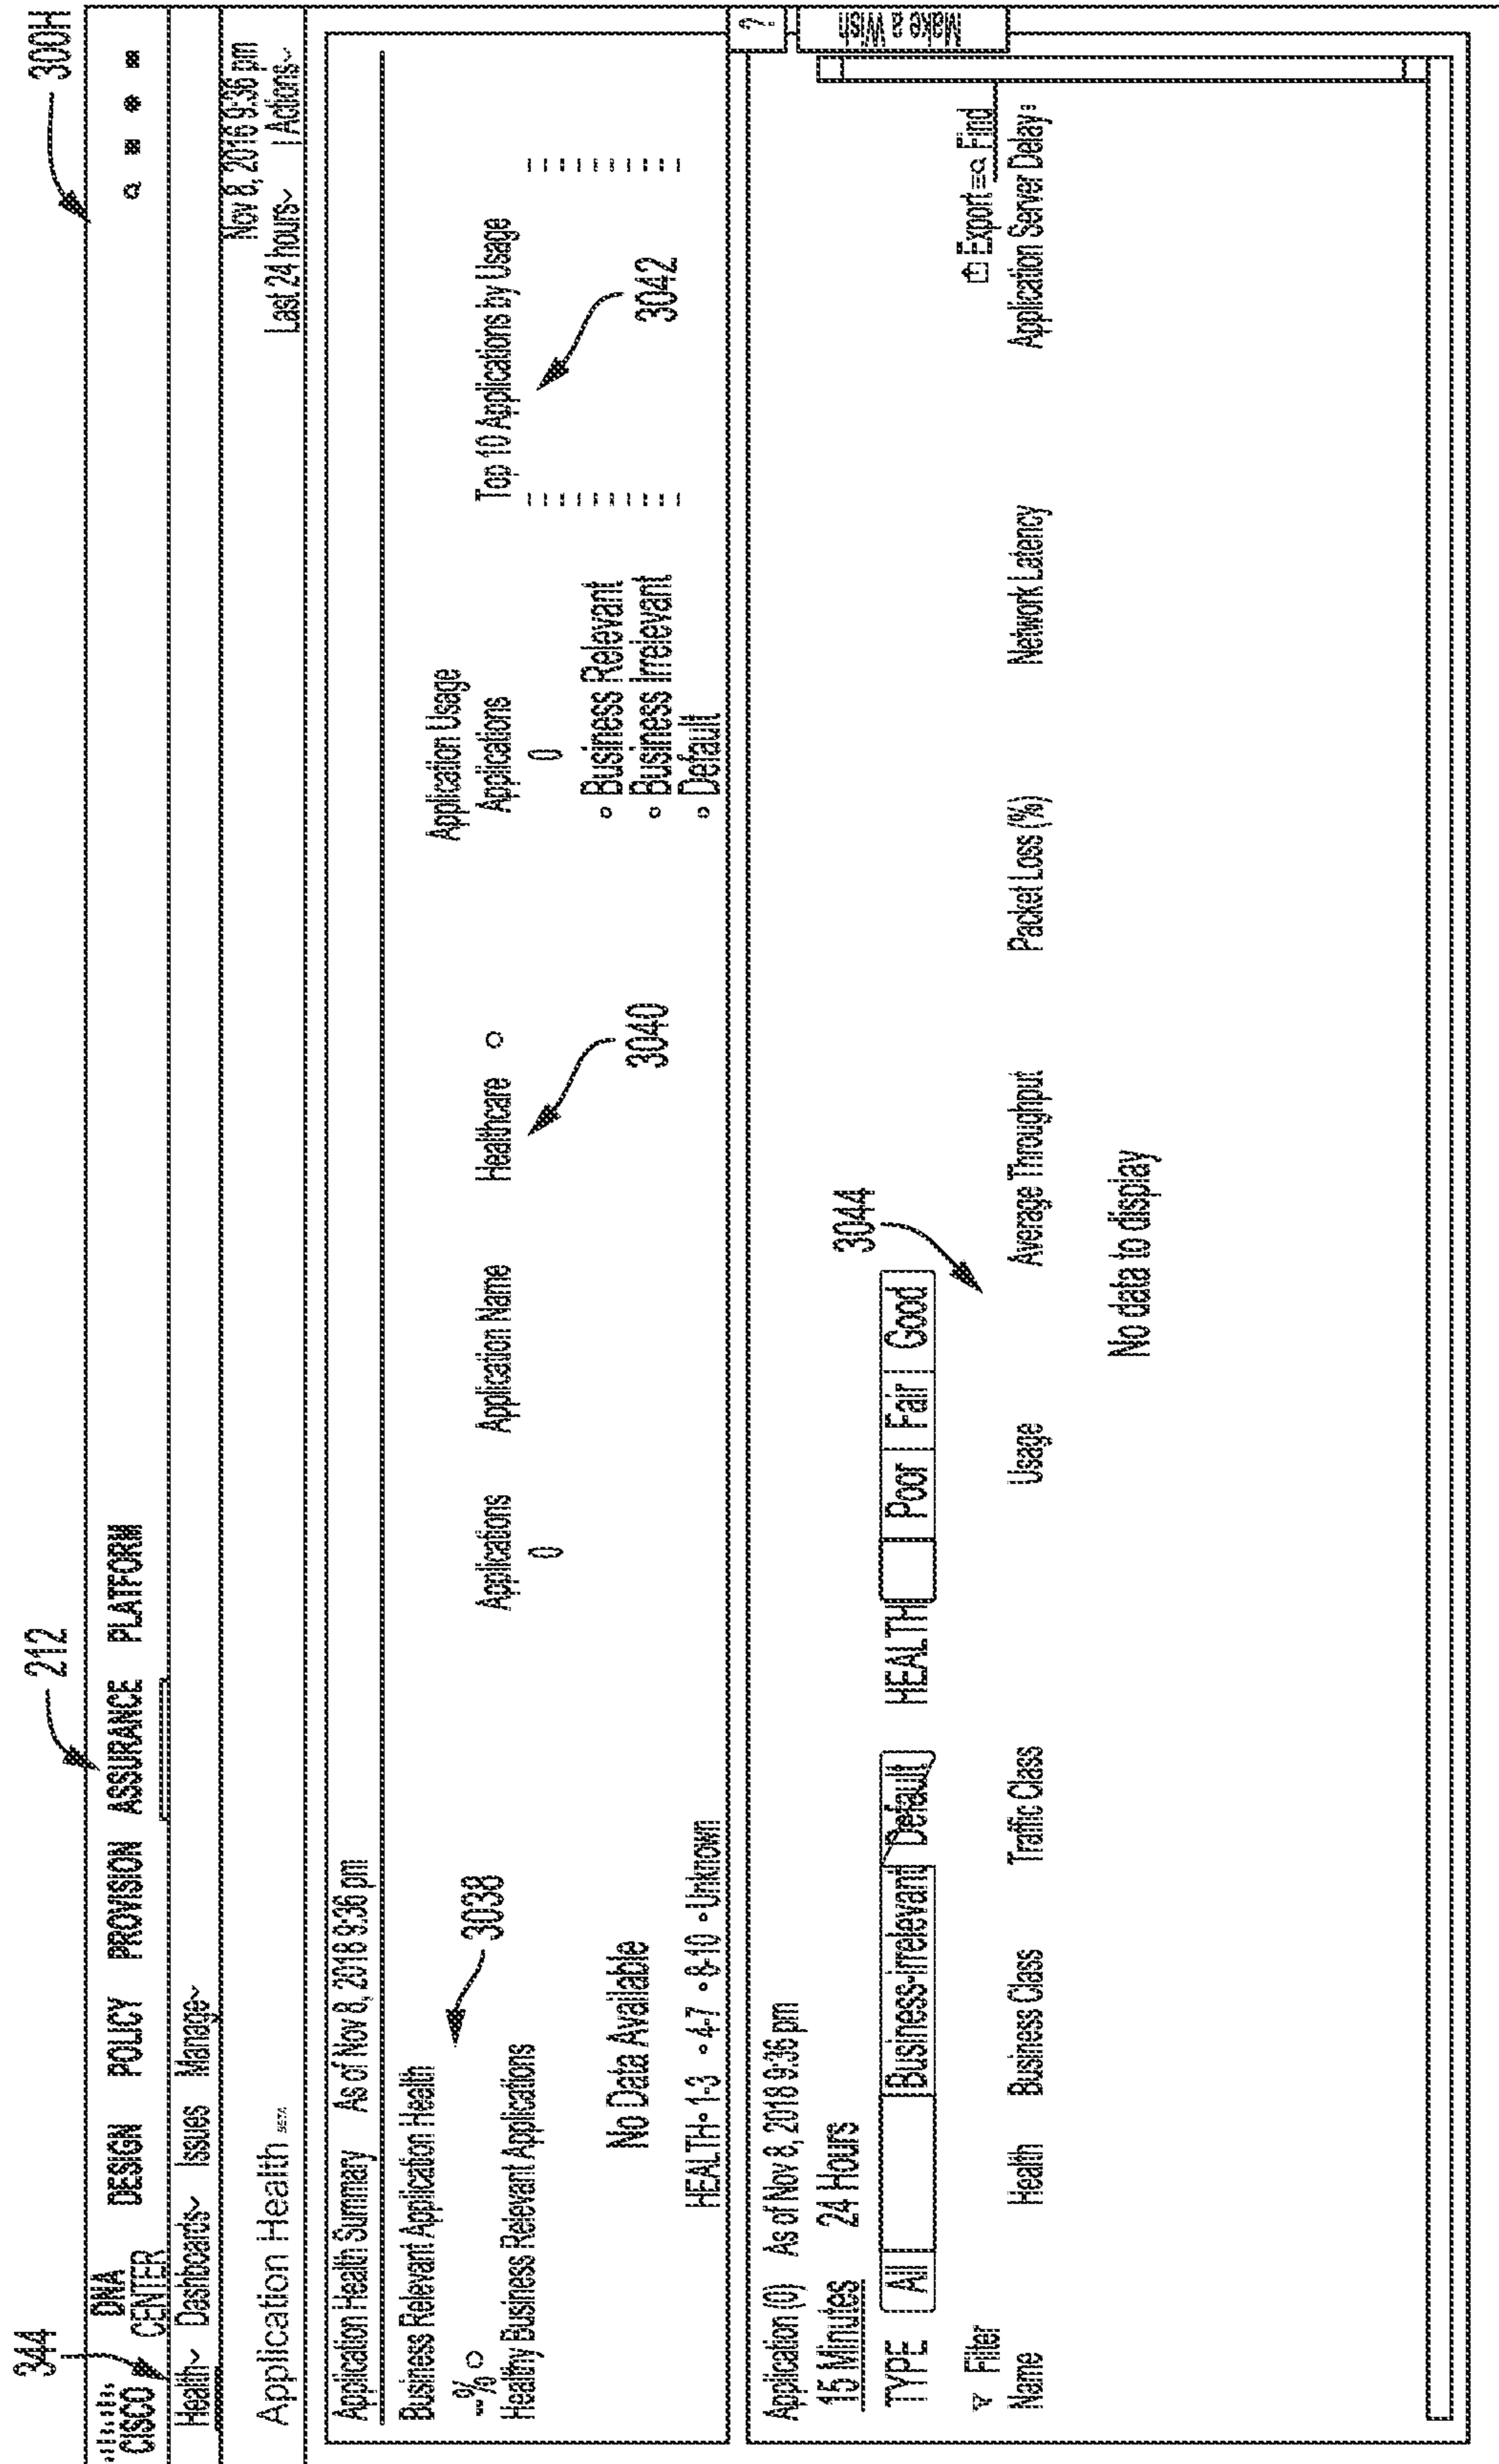 344
212
300H
CISCO
DNA
CENTER
DESIGN POLICY PROVISION ASSURANCE PLATFORM
Health Dashboards Issues Manage
Nov 8, 2016 9:36 pm
Application Health BETA
Last 24 hours | Actions
Application Health Summary As of Nov 8, 2018 9:36 pm
Business Relevant Application Health
3038
--%
Healthy Business Relevant Applications
No Data Available
HEALTH 1-3 4-7 8-10 Unknown
Applications
0
Application Name
Healthcare
3040
Application Usage
Applications
0
Business Relevant
Business Irrelevant
Default
Top 10 Applications by Usage
3042
?
Make a Wish
Application (0) As of Nov 8, 2018 9:36 pm
15 Minutes 24 Hours
TYPE All Business-irrelevant Default HEALTH Poor Fair Good
3044
Filter
Export Find
Name Health Business Class Traffic Class Usage Average Throughput Packet Loss (%) Network Latency Application Server Delay
No data to display